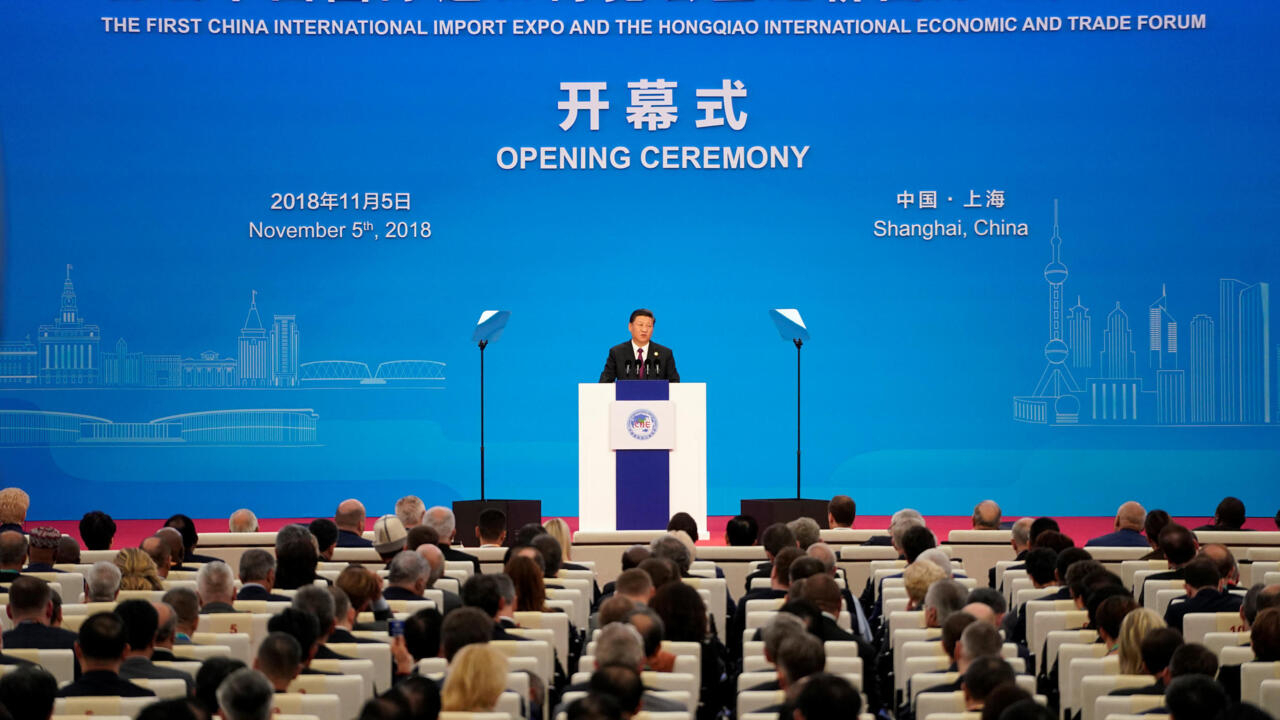 THE FIRST CHINA INTERNATIONAL IMPORT EXPO AND THE HONGQIAO INTERNATIONAL ECONOMIC AND TRADE FORUM
开幕式
OPENING CEREMONY
2018年11月5日
November 5th, 2018
中国·上海
Shanghai, China
CIIE